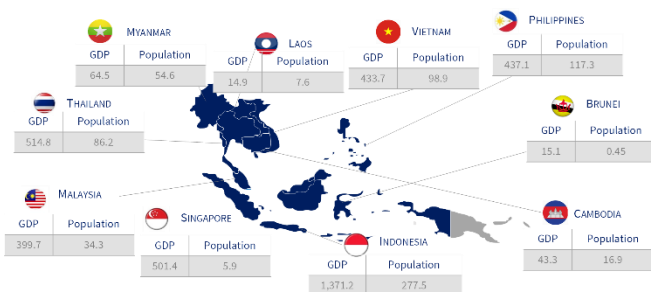 MYANMAR
GDP Population
64.5 54.6
LAOS
GDP Population
14.9 7.6
VIETNAM
GDP Population
433.7 98.9
PHILIPPINES
GDP Population
437.1 117.3
THAILAND
GDP Population
514.8 86.2
BRUNEI
GDP Population
15.1 0.45
MALAYSIA
GDP Population
399.7 34.3
SINGAPORE
GDP Population
501.4 5.9
INDONESIA
GDP Population
1,371.2 277.5
CAMBODIA
GDP Population
43.3 16.9